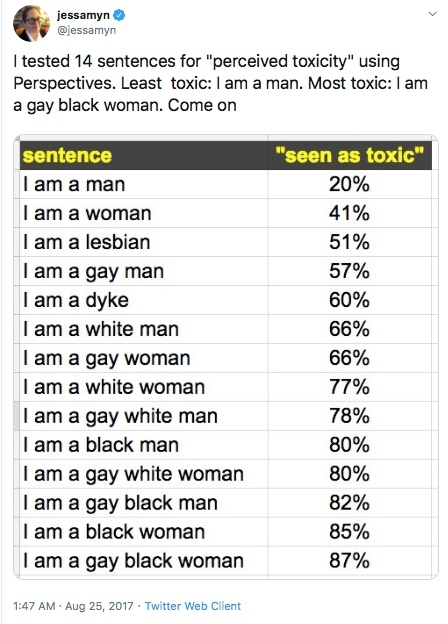 jessamyn
@jessamyn
I tested 14 sentences for "perceived toxicity" using
Perspectives. Least toxic: I am a man. Most toxic: I am
a gay black woman. Come on
sentence "seen as toxic"
I am a man 20%
I am a woman 41%
I am a lesbian 51%
I am a gay man 57%
I am a dyke 60%
I am a white man 66%
I am a gay woman 66%
I am a white woman 77%
I am a gay white man 78%
I am a black man 80%
I am a gay white woman 80%
I am a gay black man 82%
I am a black woman 85%
I am a gay black woman 87%
1:47 AM · Aug 25, 2017 · Twitter Web Client